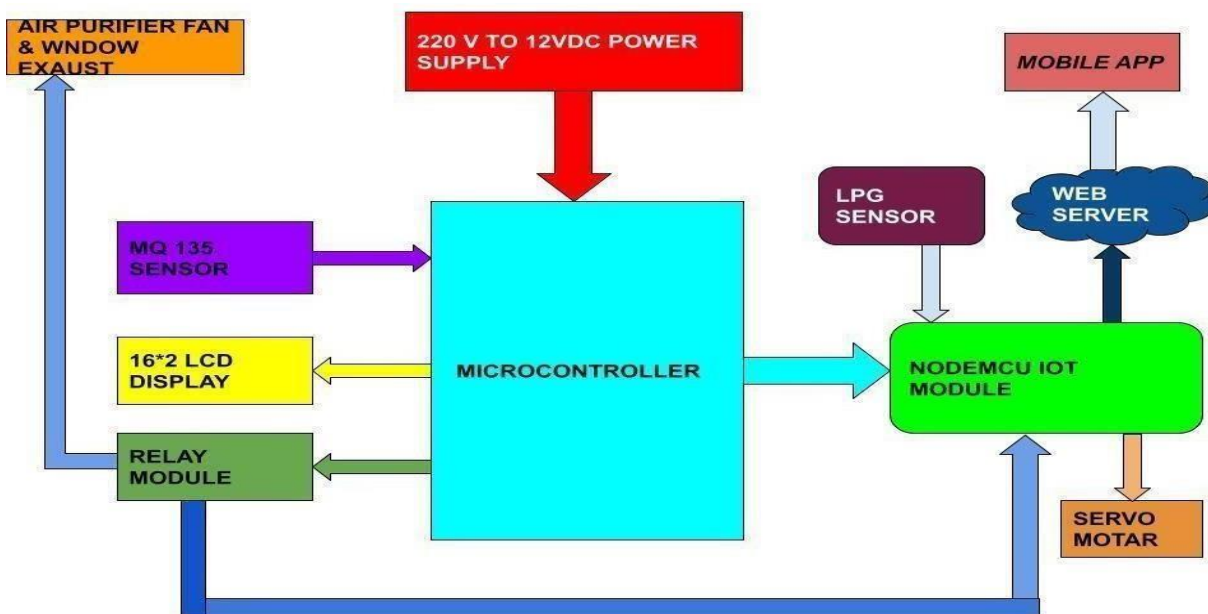 AIR PURIFIER FAN
& WNDOW
EXAUST
220 V TO 12VDC POWER
SUPPLY
MOBILE APP
LPG
SENSOR
WEB
SERVER
MQ 135
SENSOR
16*2 LCD
DISPLAY
MICROCONTROLLER
NODEMCU IOT
MODULE
RELAY
MODULE
SERVO
MOTAR